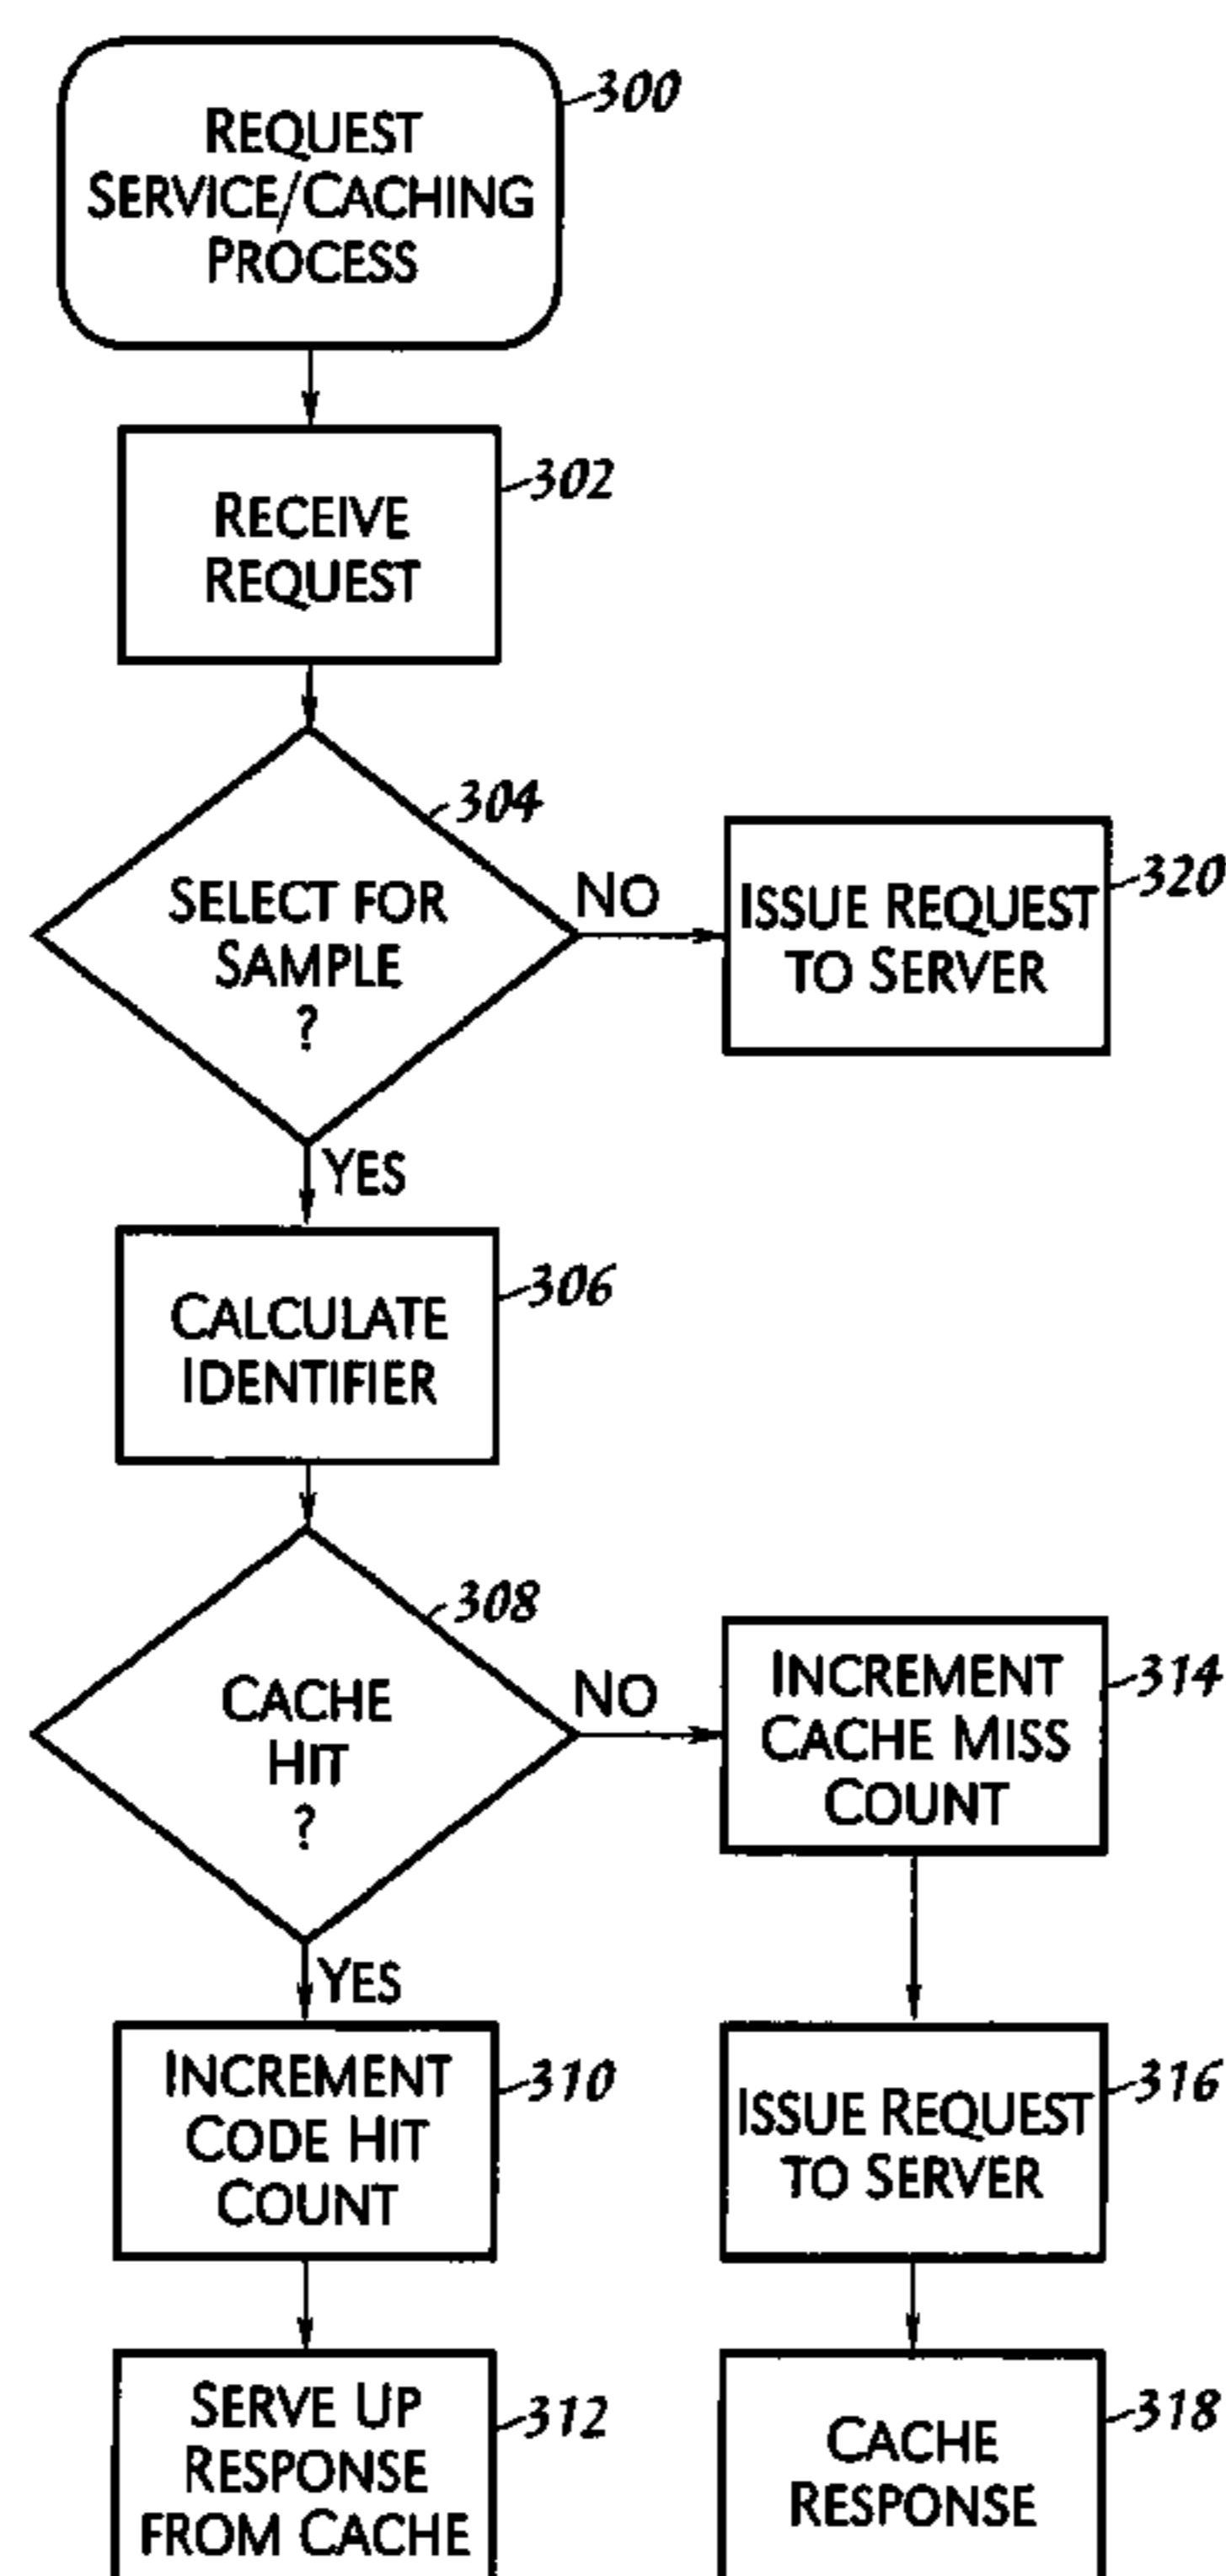 REQUEST
SERVICE/CACHING
PROCESS
300
RECEIVE
REQUEST
302
SELECT FOR
SAMPLE
?
304
NO
ISSUE REQUEST
TO SERVER
320
YES
CALCULATE
IDENTIFIER
306
CACHE
HIT
?
308
NO
INCREMENT
CACHE MISS
COUNT
314
YES
INCREMENT
CODE HIT
COUNT
310
ISSUE REQUEST
TO SERVER
316
SERVE UP
RESPONSE
FROM CACHE
312
CACHE
RESPONSE
318